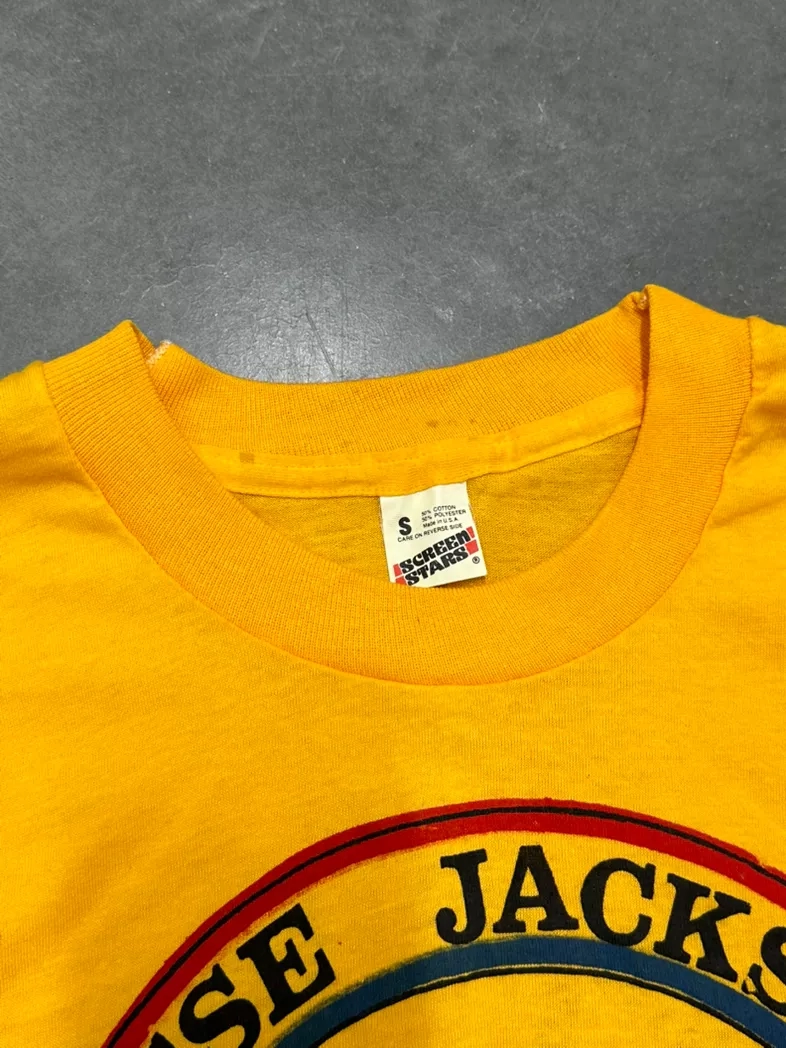 S
50% COTTON
50% POLYESTER
Made in U.S.A.
CARE ON REVERSE SIDE
SCREEN
STARS
®
SE JACKS